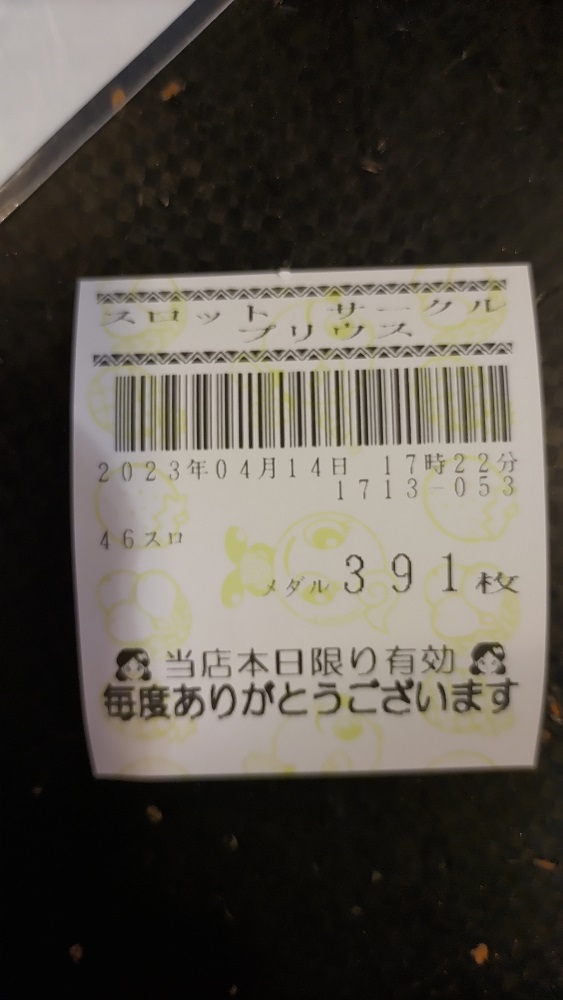 スロット サークル
プリウス
2023年04月14日 17時22分
1713-053
46スロ
メダル 391枚
当店本日限り有効
毎度ありがとうございます